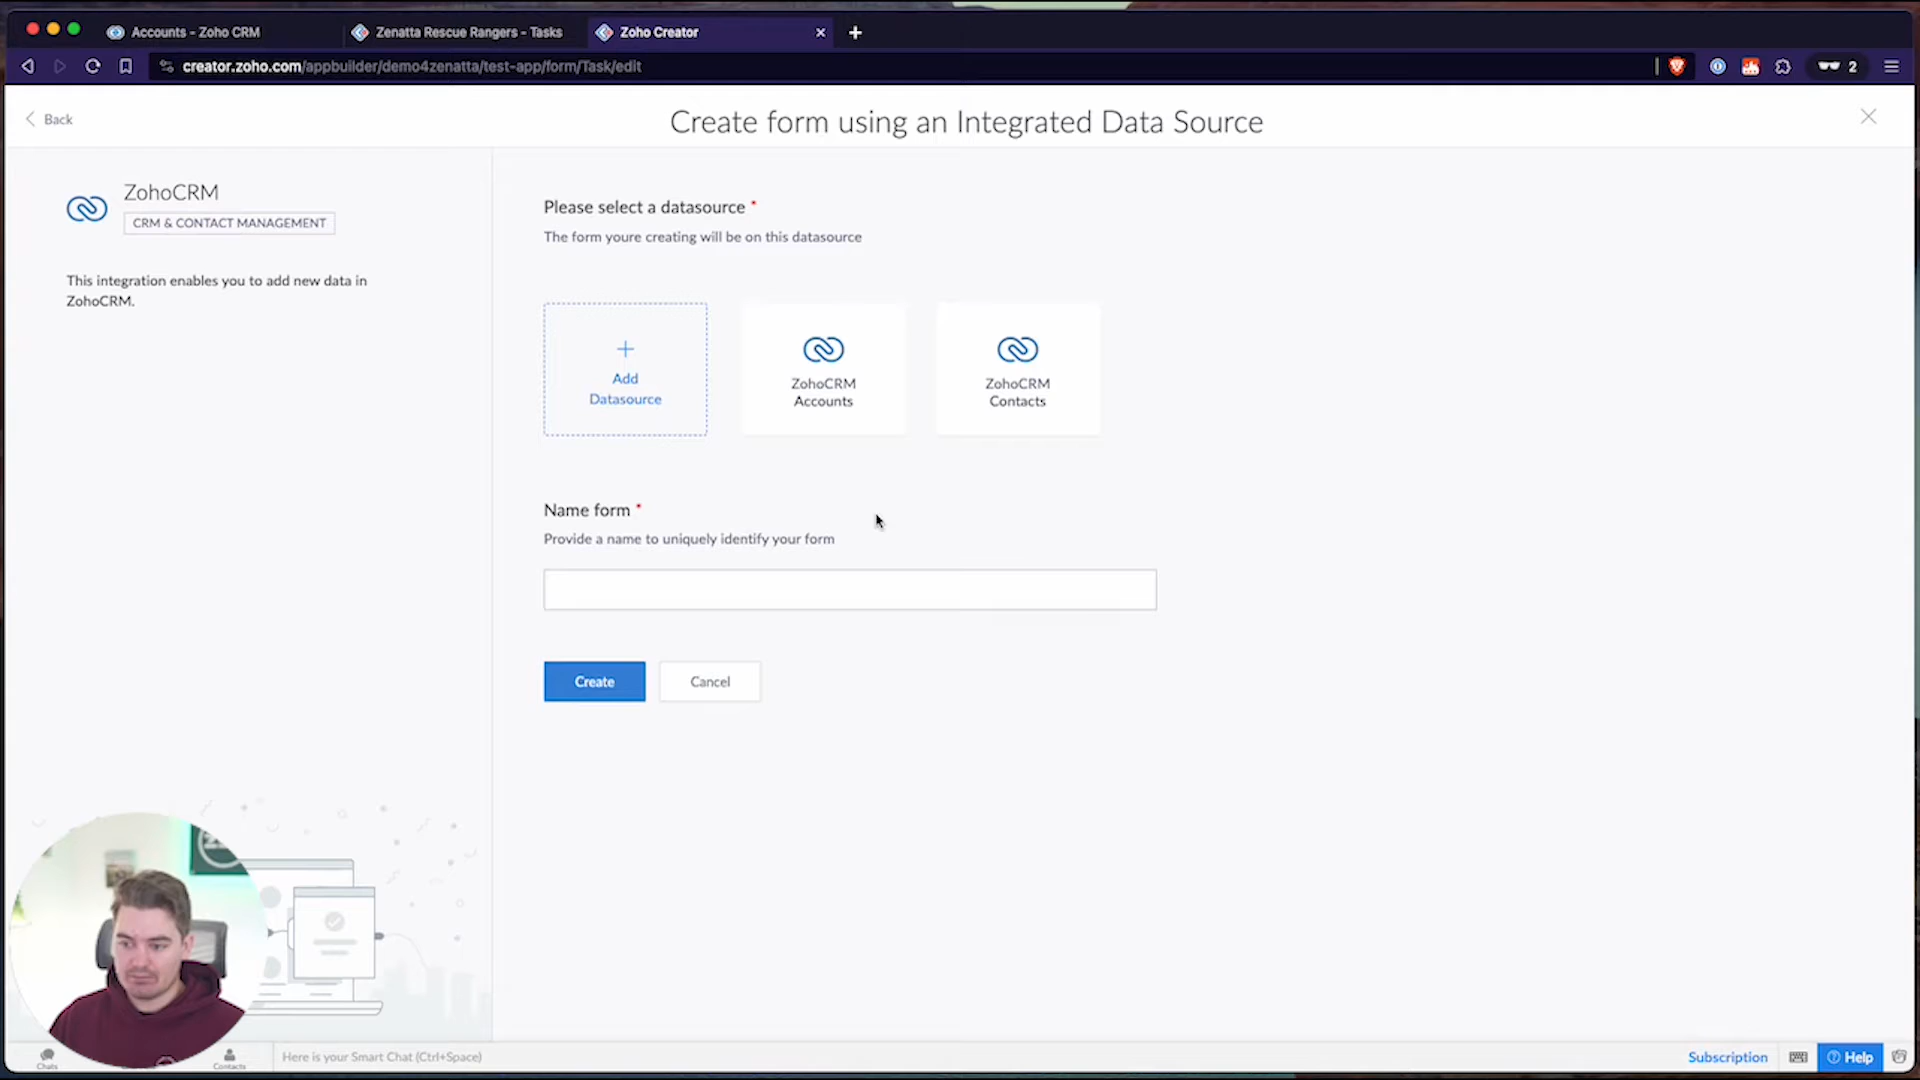 Accounts - Zoho CRM
Zenatta Rescue Rangers - Tasks
Zoho Creator
creator.zoho.com/appbuilder/demo4zenatta/test-app/form/Task/edit
2
Back
Create form using an Integrated Data Source
ZohoCRM
CRM & CONTACT MANAGEMENT
This integration enables you to add new data in
ZohoCRM.
Please select a datasource *
The form youre creating will be on this datasource
Add
Datasource
ZohoCRM
Accounts
ZohoCRM
Contacts
Name form *
Provide a name to uniquely identify your form
Create
Cancel
Chats
Contacts
Here is your Smart Chat (Ctrl+Space)
Subscription
Help